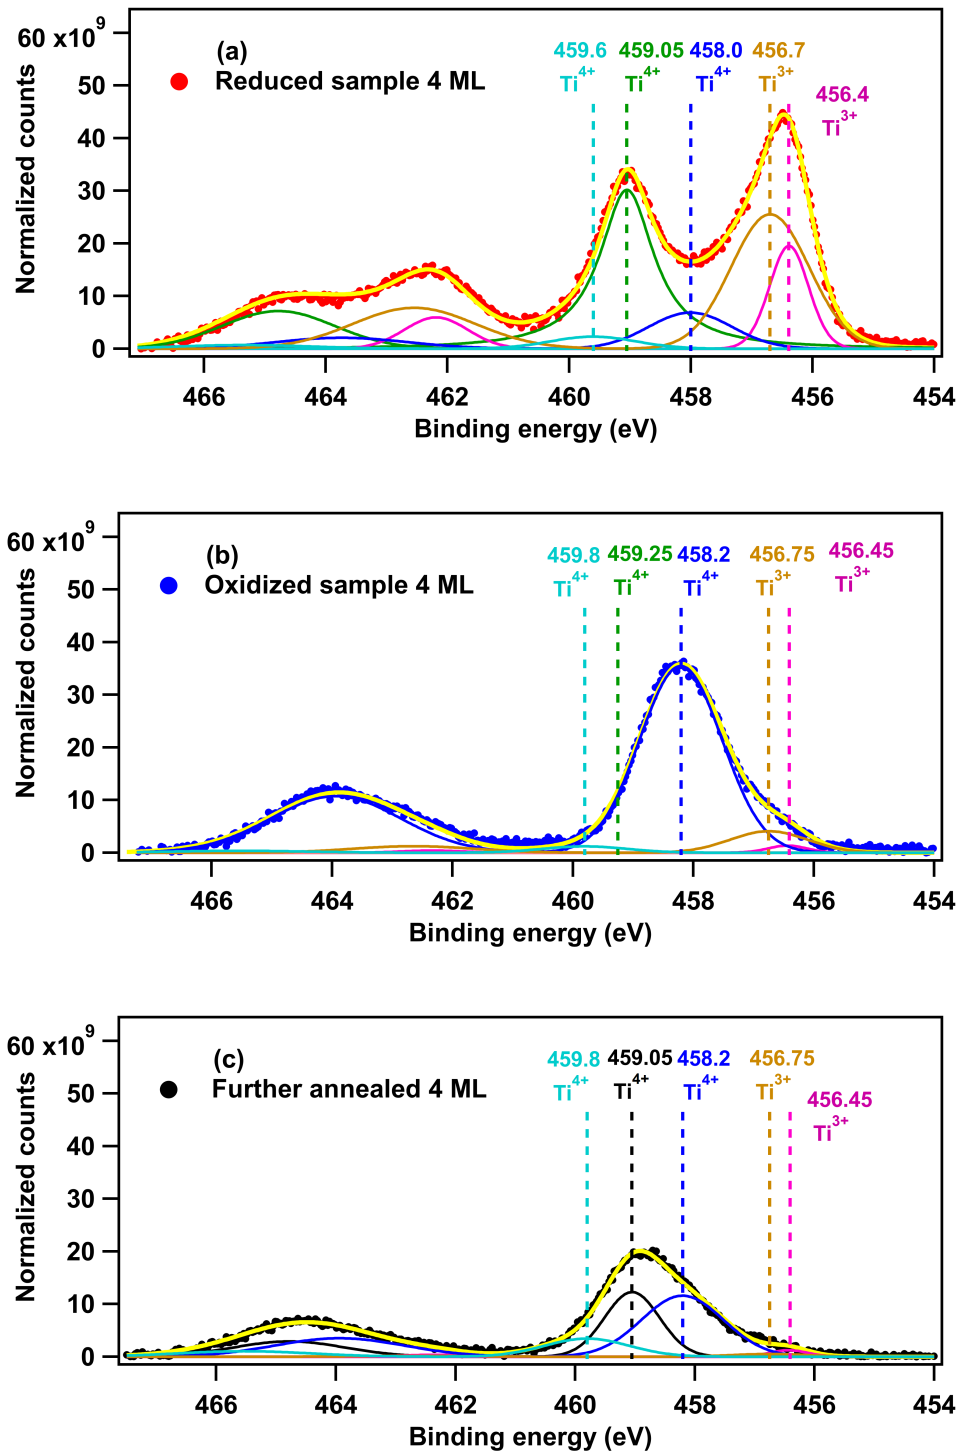 60 x10⁹
(a)
Reduced sample 4 ML
459.6 459.05 458.0 456.7
Ti⁴⁺ Ti⁴⁺ Ti⁴⁺ Ti³⁺
456.4
Ti³⁺
50
40
30
20
10
0
Normalized counts
466 464 462 460 458 456 454
Binding energy (eV)
60 x10⁹
(b)
Oxidized sample 4 ML
459.8 459.25 458.2 456.75 456.45
Ti⁴⁺ Ti⁴⁺ Ti⁴⁺ Ti³⁺ Ti³⁺
50
40
30
20
10
0
Normalized counts
466 464 462 460 458 456 454
Binding energy (eV)
60 x10⁹
(c)
Further annealed 4 ML
459.8 459.05 458.2 456.75
Ti⁴⁺ Ti⁴⁺ Ti⁴⁺ Ti³⁺
456.45
Ti³⁺
50
40
30
20
10
0
Normalized counts
466 464 462 460 458 456 454
Binding energy (eV)